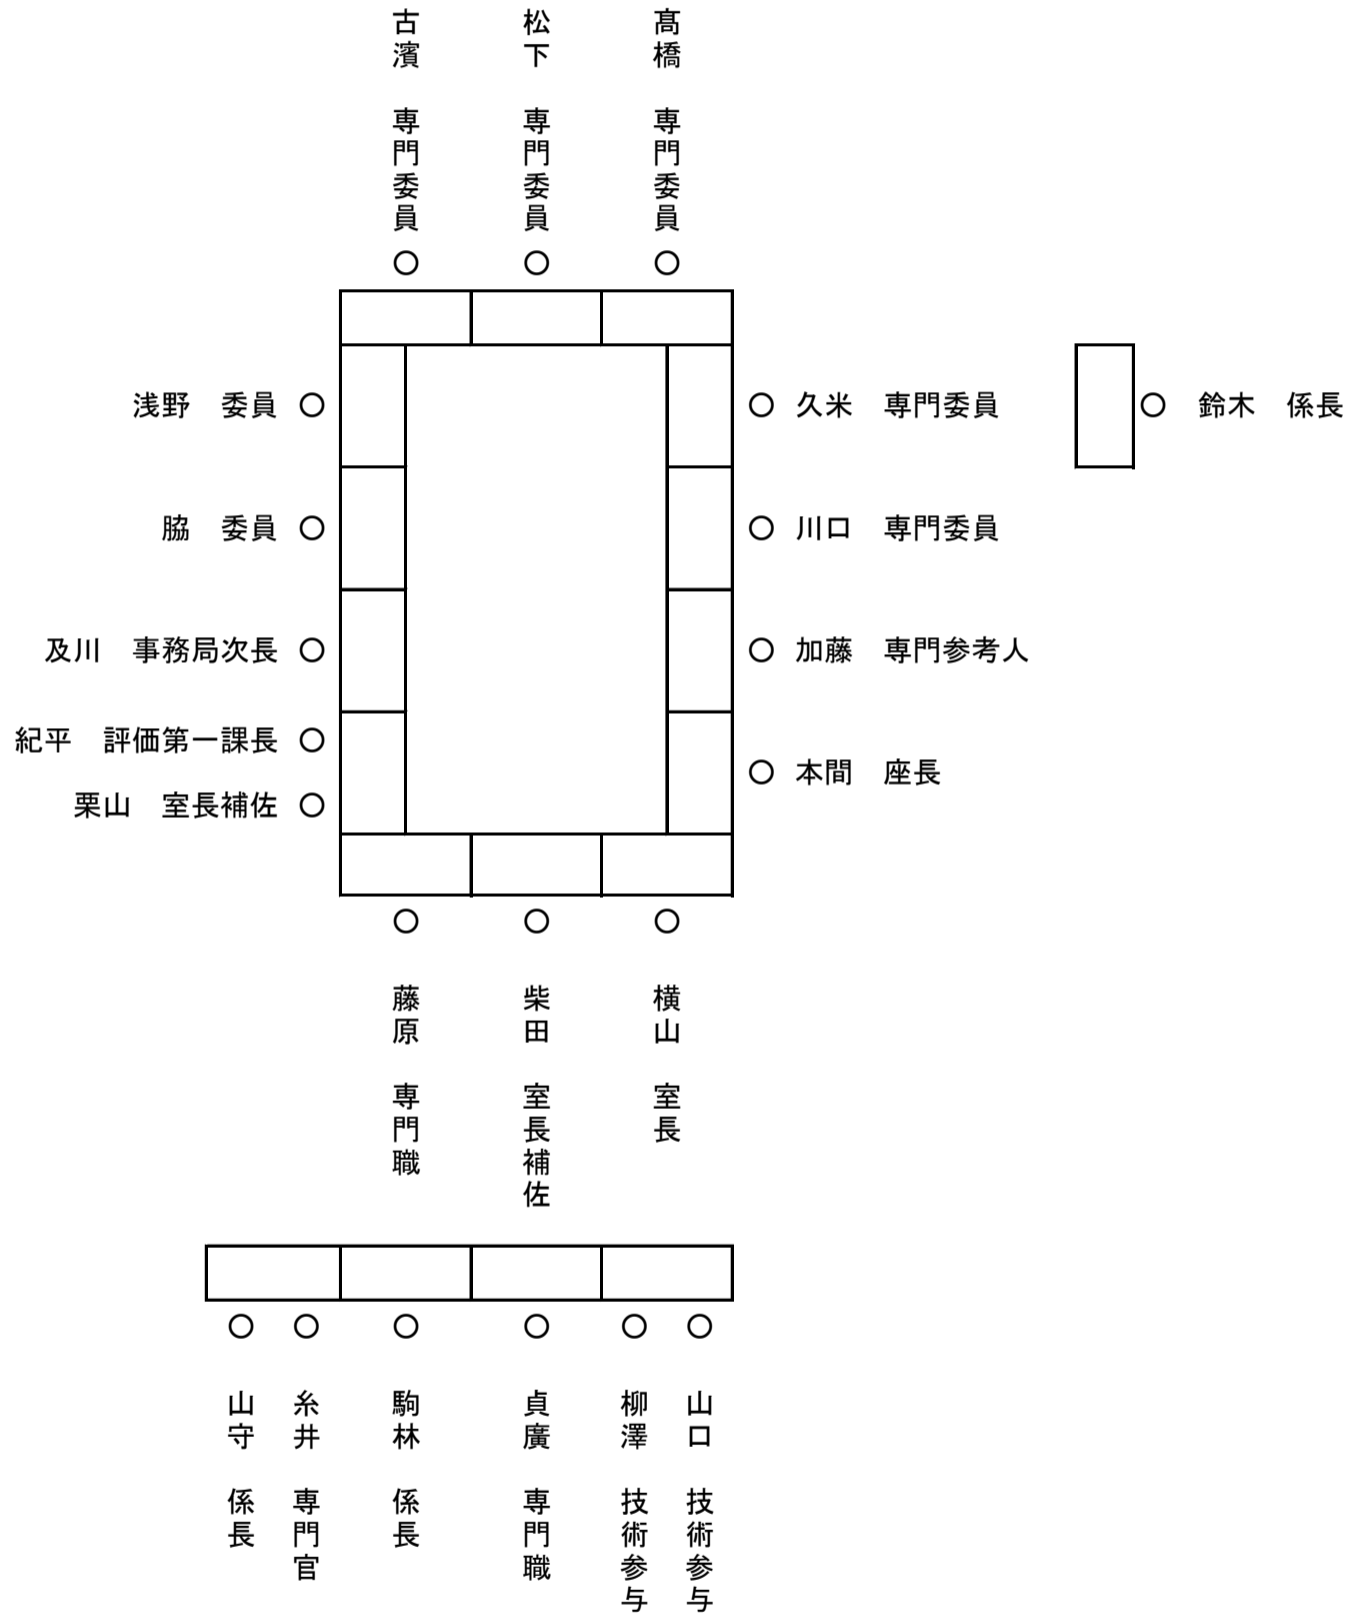 古濱　専門委員
松下　専門委員
髙橋　専門委員
浅野　委員
久米　専門委員
鈴木　係長
脇　委員
川口　専門委員
及川　事務局次長
加藤　専門参考人
紀平　評価第一課長
本間　座長
栗山　室長補佐
藤原　専門職
柴田　室長補佐
横山　室長
山守　係長
糸井　専門官
駒林　係長
貞廣　専門職
柳澤　技術参与
山口　技術参与